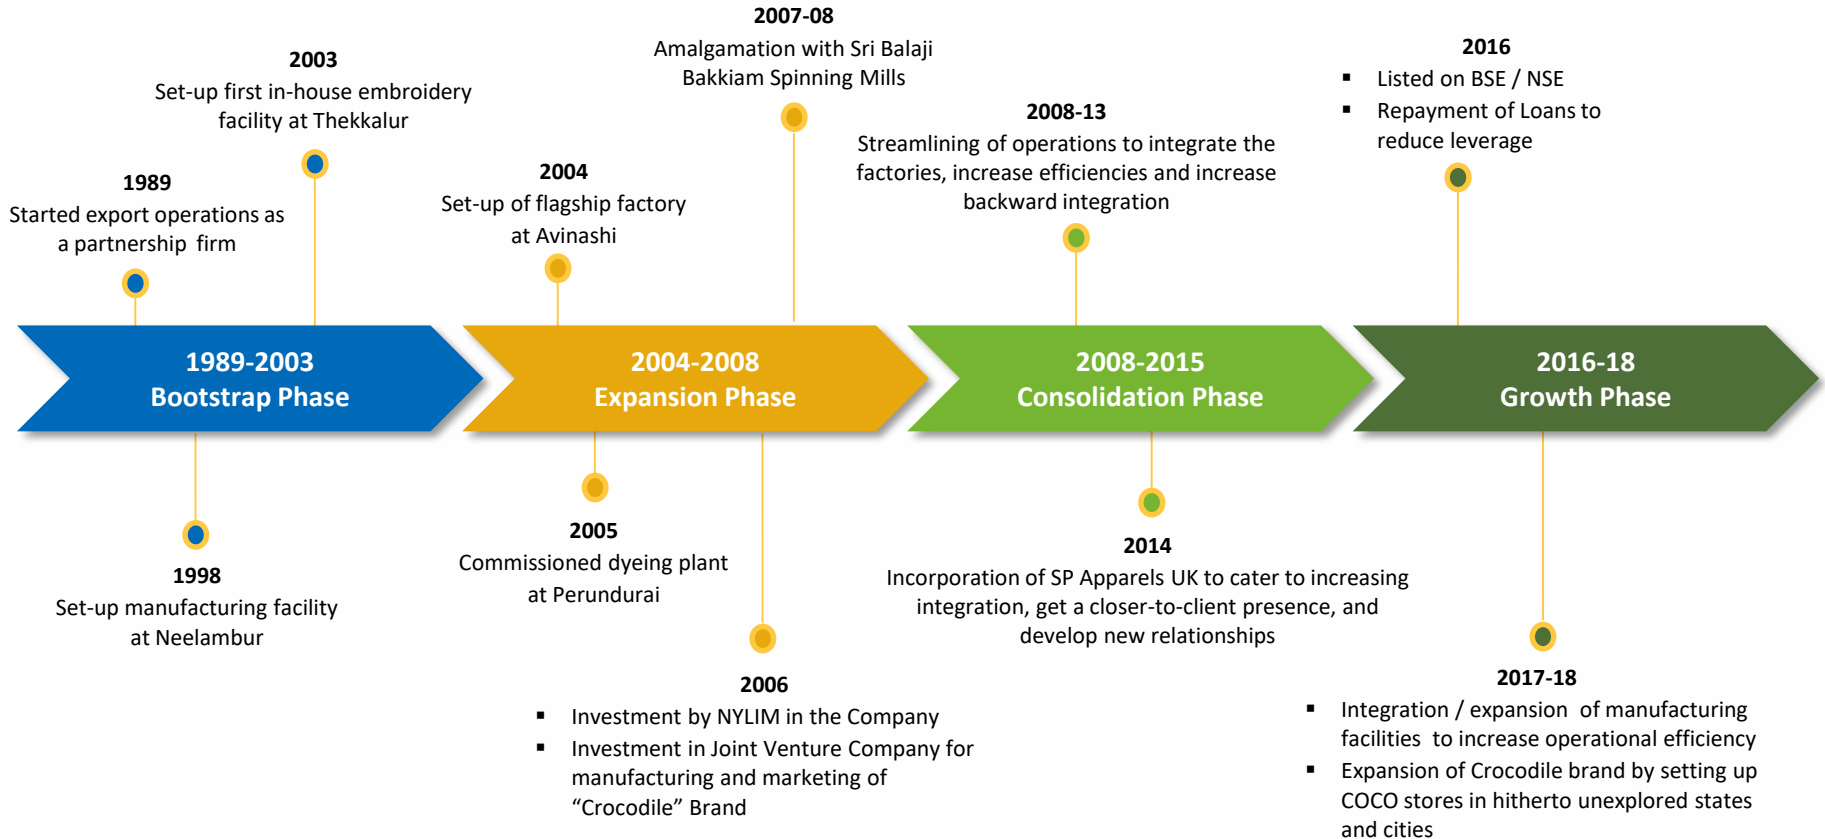 2007-08
Amalgamation with Sri Balaji
Bakkiam Spinning Mills
2003
Set-up first in-house embroidery
facility at Thekkalur
2016
▪ Listed on BSE / NSE
▪ Repayment of Loans to
reduce leverage
2008-13
Streamlining of operations to integrate the
factories, increase efficiencies and increase
backward integration
1989
Started export operations as
a partnership firm
2004
Set-up of flagship factory
at Avinashi
1989-2003
Bootstrap Phase
2004-2008
Expansion Phase
2008-2015
Consolidation Phase
2016-18
Growth Phase
1998
Set-up manufacturing facility
at Neelambur
2005
Commissioned dyeing plant
at Perundurai
2014
Incorporation of SP Apparels UK to cater to increasing
integration, get a closer-to-client presence, and
develop new relationships
2006
▪ Investment by NYLIM in the Company
▪ Investment in Joint Venture Company for
manufacturing and marketing of
“Crocodile” Brand
2017-18
▪ Integration / expansion of manufacturing
facilities to increase operational efficiency
▪ Expansion of Crocodile brand by setting up
COCO stores in hitherto unexplored states
and cities